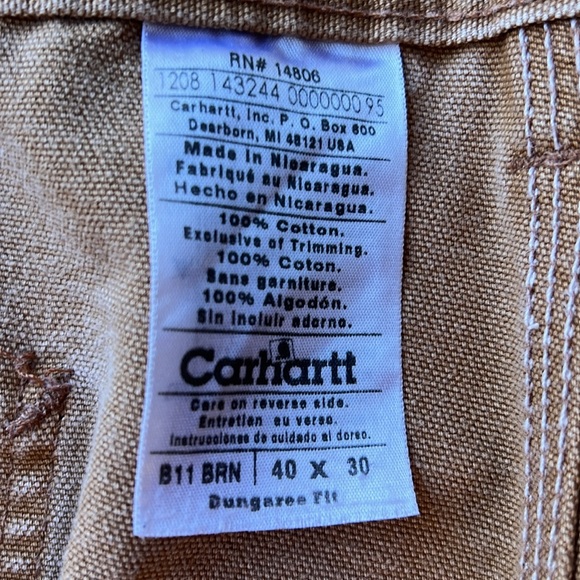 RN# 14806
1208 143244 0000000 95
Carhartt, Inc. P. O. Box 600
Dearborn, MI 48121 USA
Made in Nicaragua.
Fabriqué au Nicaragua.
Hecho en Nicaragua.
100% Cotton.
Exclusive of Trimming.
100% Coton.
Sans garniture.
100% Algodón.
Sin incluir adorno.
Carhartt
Care on reverse side.
Entretien au verso.
Instrucciones de cuidado al dorso.
B11 BRN 40 X 30
Dungaree Fit